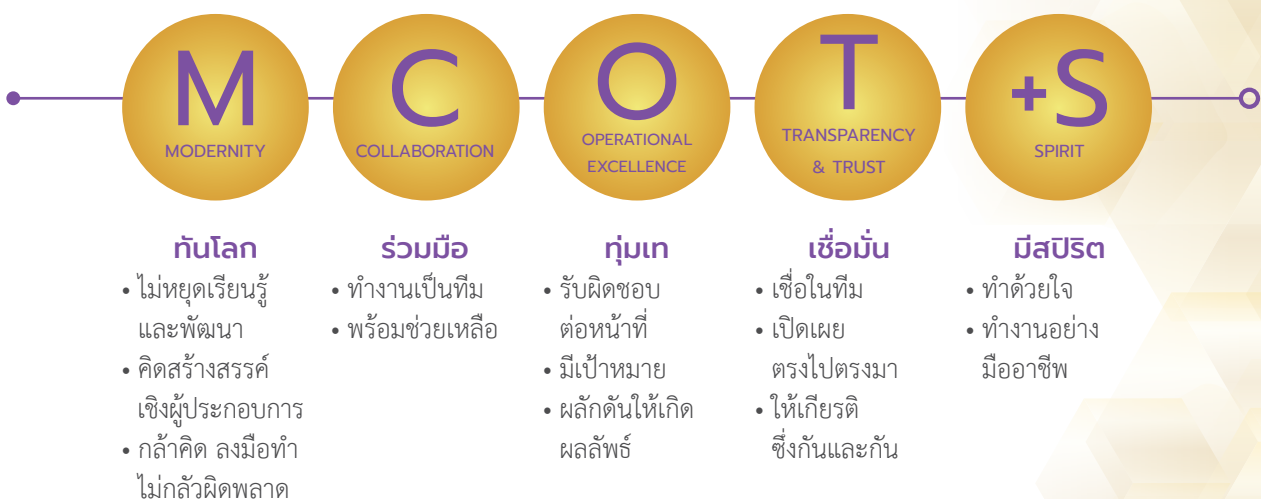 M
MODERNITY
ทันโลก
• ไม่หยุดเรียนรู้
และพัฒนา
• คิดสร้างสรรค์
เชิงผู้ประกอบการ
• กล้าคิด ลงมือทำ
ไม่กลัวผิดพลาด
C
COLLABORATION
ร่วมมือ
• ทำงานเป็นทีม
• พร้อมช่วยเหลือ
O
OPERATIONAL
EXCELLENCE
ทุ่มเท
• รับผิดชอบ
ต่อหน้าที่
• มีเป้าหมาย
• ผลักดันให้เกิด
ผลลัพธ์
T
TRANSPARENCY
& TRUST
เชื่อมั่น
• เชื่อในทีม
• เปิดเผย
ตรงไปตรงมา
• ให้เกียรติ
ซึ่งกันและกัน
+S
SPIRIT
มีสปิริต
• ทำด้วยใจ
• ทำงานอย่าง
มืออาชีพ